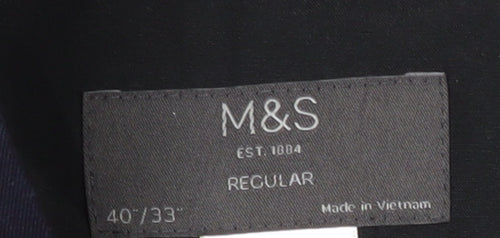 M&S
EST. 1884
REGULAR
40"/33"
Made in Vietnam